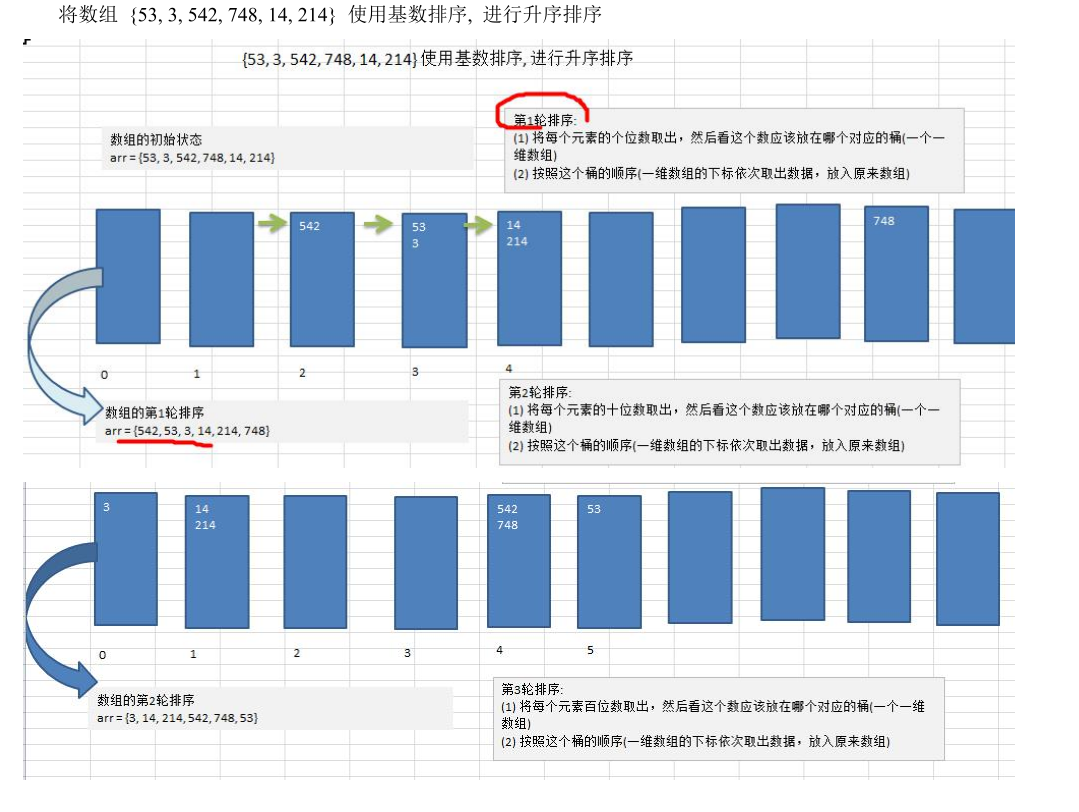 将数组 {53, 3, 542, 748, 14, 214} 使用基数排序, 进行升序排序
{53, 3, 542, 748, 14, 214} 使用基数排序, 进行升序排序
数组的初始状态
arr = {53, 3, 542, 748, 14, 214}
第1轮排序:
(1) 将每个元素的个位数取出，然后看这个数应该放在哪个对应的桶(一个一
维数组)
(2) 按照这个桶的顺序(一维数组的下标依次取出数据，放入原来数组)
542
53
3
14
214
748
0
1
2
3
4
数组的第1轮排序
arr = {542, 53, 3, 14, 214, 748}
第2轮排序:
(1) 将每个元素的十位数取出，然后看这个数应该放在哪个对应的桶(一个一
维数组)
(2) 按照这个桶的顺序(一维数组的下标依次取出数据，放入原来数组)
3
14
214
542
748
53
0
1
2
3
4
5
数组的第2轮排序
arr = {3, 14, 214, 542, 748, 53}
第3轮排序:
(1) 将每个元素百位数取出，然后看这个数应该放在哪个对应的桶(一个一维
数组)
(2) 按照这个桶的顺序(一维数组的下标依次取出数据，放入原来数组)